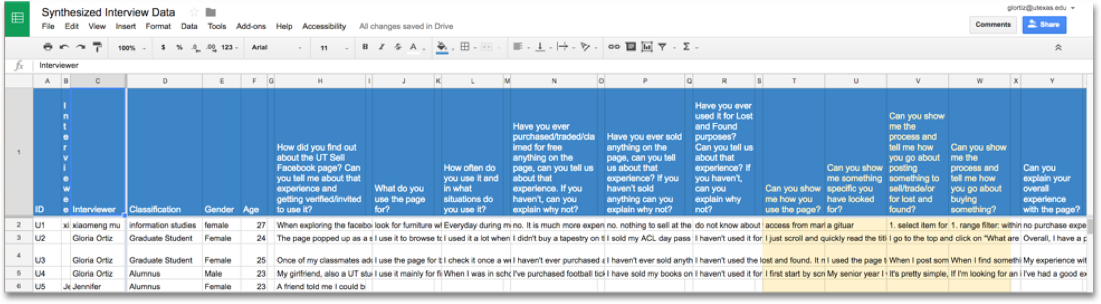 Synthesized Interview Data
glortiz@utexas.edu
File Edit View Insert Format Data Tools Add-ons Help Accessibility All changes saved in Drive
Comments Share
100% $ % .0 .00 123 Arial 11 B I S A
fx Interviewer
A B C D E F G H I J K L M N O P Q R S T U V W X Y
1
ID
Interviewee
Interviewer
Classification
Gender
Age
How did you find out
about the UT Sell
Facebook page? Can
you tell me about that
experience and
getting verified/invited
to use it?
What do you
use the page
for?
How often do
you use it and
in what
situations do
you use it?
Have you ever
purchased/traded/cla
imed for free
anything on the
page, can you tell us
about that
experience. If you
haven't, can you
explain why not?
Have you ever sold
anything on the
page, can you tell us
about that
experience? If you
haven't sold
anything can you
explain why not?
Have you ever
used it for Lost
and Found
purposes?
Can you tell us
about that
experience? If
you haven't,
can you
explain why
not?
Can you show
me how you
use the page?
Can you show
me something
specific you
have looked
for?
Can you show
me the
process and
tell me how
you go about
posting
something to
sell/trade/or
for lost and
found?
Can you show
me the
process and
tell me how
you go about
buying
something?
Can you
explain your
overall
experience
with the page?
2 U1 xi xiaomeng mu information studies female 27 When exploring the faceboo look for furniture w Everyday during m no. It is much more expen no. nothing to sell at the do not know about access from mar a gituar 1. select item for 1. range filter: within no purchase expe
3 U2 Gloria Ortiz Graduate Student Female 24 The page popped up as a s I use it to browse to I used it a lot when I didn't buy a tapestry on t I sold my ACL day pass I haven't used it for I just scroll and quickly read the titl I go to the top and click on "What are Overall, I have a p
4 U3 Gloria Ortiz Graduate Student Female 25 Once of my classmates ado I use the page for t I check it once a we I haven't ever purchased a I haven't ever sold anyth I haven't used the lost and found. It n I used the page t When I post som When I find somethi My experience wit
5 U4 Gloria Ortiz Alumnus Male 23 My girlfriend, also a UT stu I use it mainly for fi When I was in scho I've purchased football tick I have sold my books on I haven't used it for I first start by scr My senior year I It's pretty simple, If I'm looking for an i I've had a good ex
6 U5 Je Jennifer Alumnus Female 23 A friend told me I could b